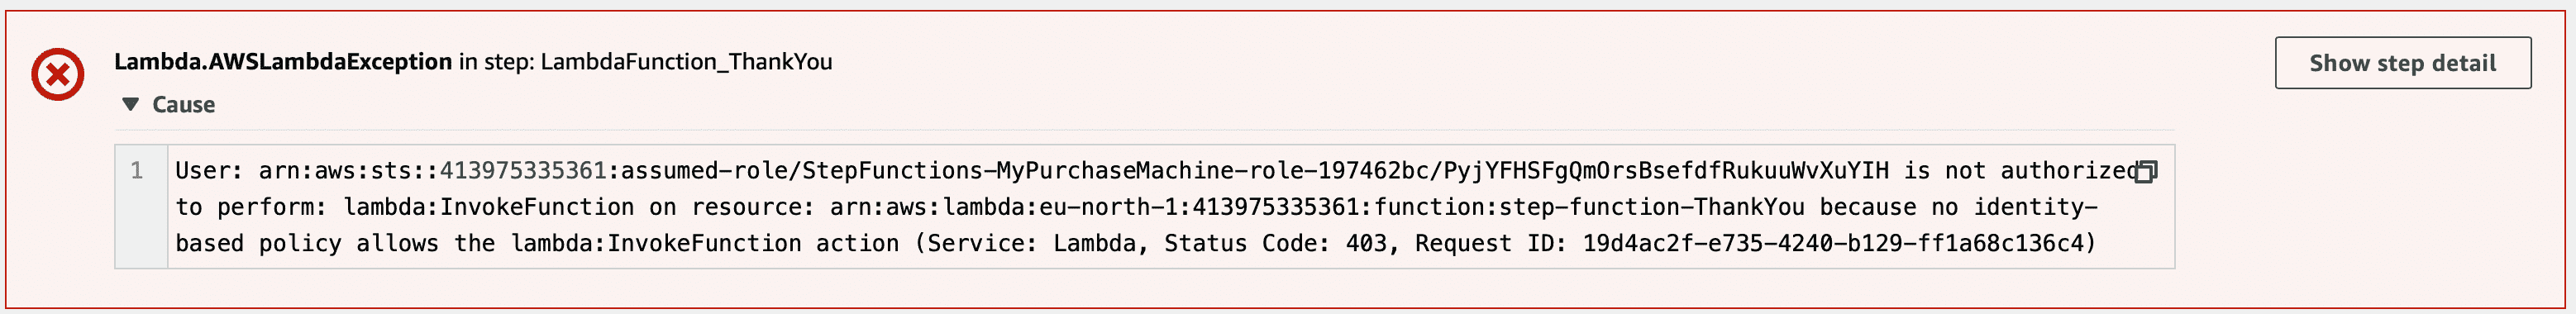 Lambda.AWSLambdaException in step: LambdaFunction_ThankYou
Show step detail
Cause
1 User: arn:aws:sts::413975335361:assumed-role/StepFunctions-MyPurchaseMachine-role-197462bc/PyjYFHSFgQmOrsBsefdfRukuuWvXuYIH is not authorized
to perform: lambda:InvokeFunction on resource: arn:aws:lambda:eu-north-1:413975335361:function:step-function-ThankYou because no identity-
based policy allows the lambda:InvokeFunction action (Service: Lambda, Status Code: 403, Request ID: 19d4ac2f-e735-4240-b129-ff1a68c136c4)